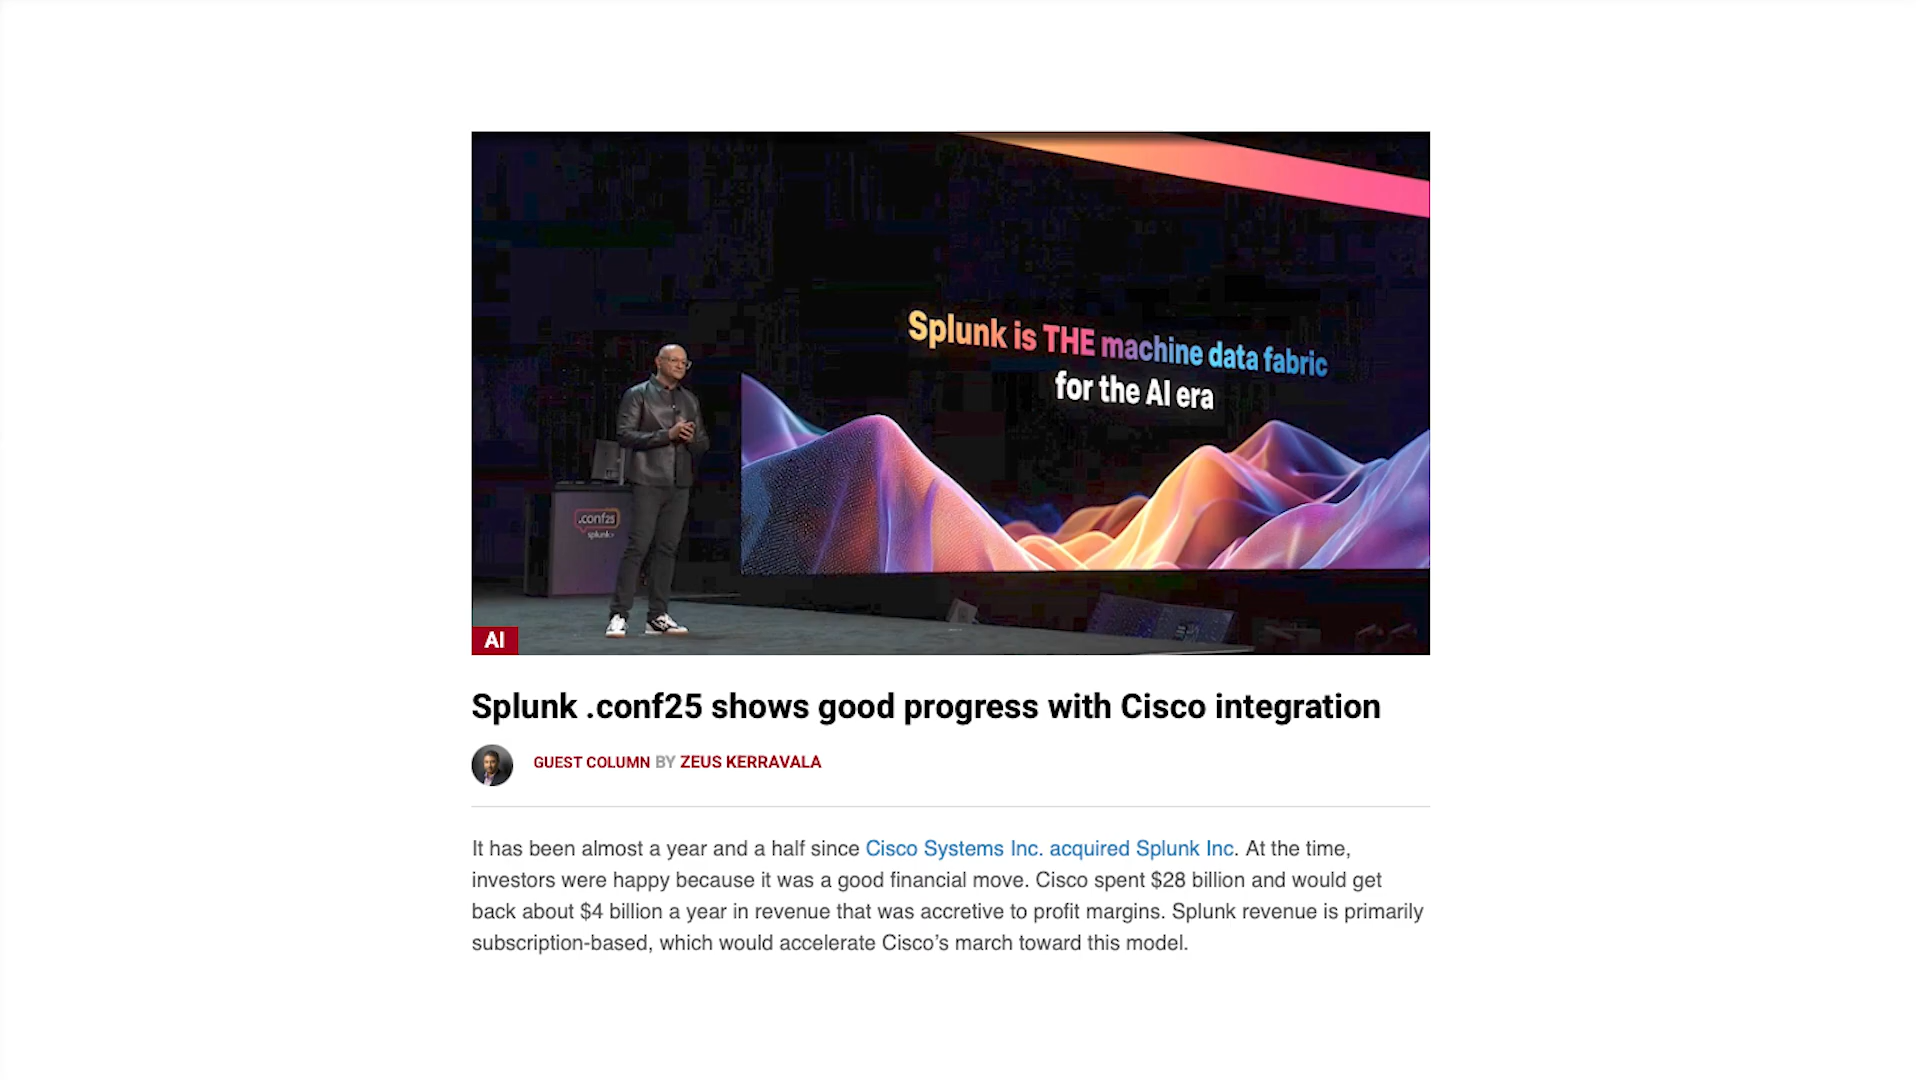 Splunk is THE machine data fabric
for the AI era
.conf25
splunk>
AI
Splunk .conf25 shows good progress with Cisco integration
GUEST COLUMN BY ZEUS KERRAVALA
It has been almost a year and a half since Cisco Systems Inc. acquired Splunk Inc. At the time,
investors were happy because it was a good financial move. Cisco spent $28 billion and would get
back about $4 billion a year in revenue that was accretive to profit margins. Splunk revenue is primarily
subscription-based, which would accelerate Cisco’s march toward this model.